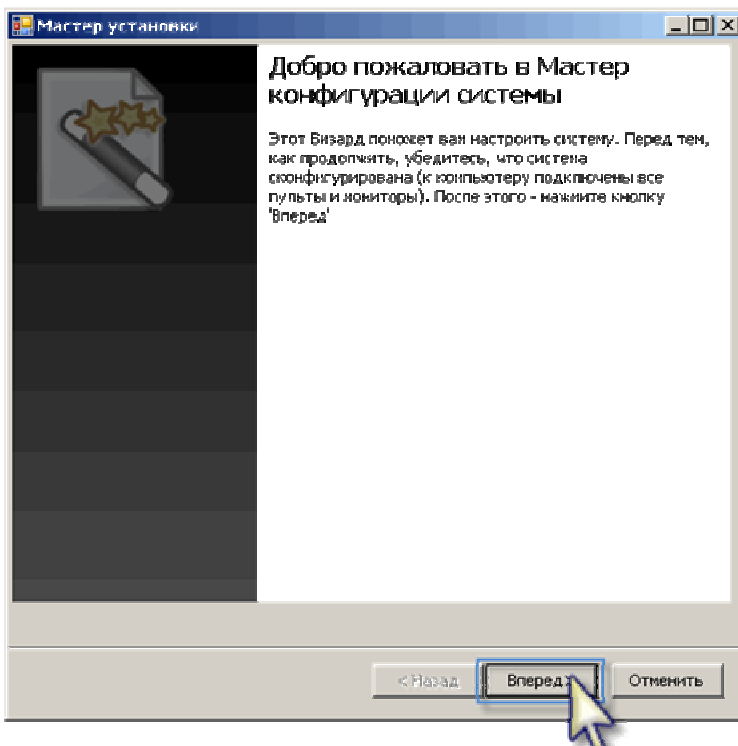 Мастер установки
Добро пожаловать в Мастер
конфигурации системы
Этот Визард поможет вам настроить систему. Перед тем,
как продолжить, убедитесь, что система
сконфигурирована (к компьютеру подключены все
пульты и мониторы). После этого - нажмите кнопку
'Вперед'
< Назад
Вперед >
Отменить